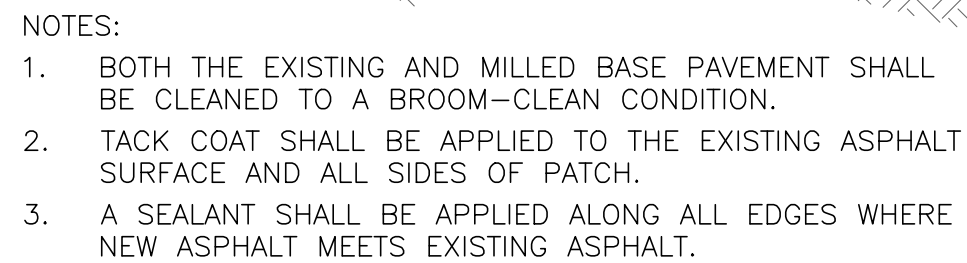 NOTES:
1. BOTH THE EXISTING AND MILLED BASE PAVEMENT SHALL
BE CLEANED TO A BROOM-CLEAN CONDITION.
2. TACK COAT SHALL BE APPLIED TO THE EXISTING ASPHALT
SURFACE AND ALL SIDES OF PATCH.
3. A SEALANT SHALL BE APPLIED ALONG ALL EDGES WHERE
NEW ASPHALT MEETS EXISTING ASPHALT.